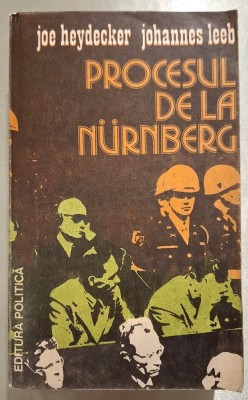 joe heydecker johannes leeb
PROCESUL
DE LA
NÜRNBERG
EDITURA POLITICĂ